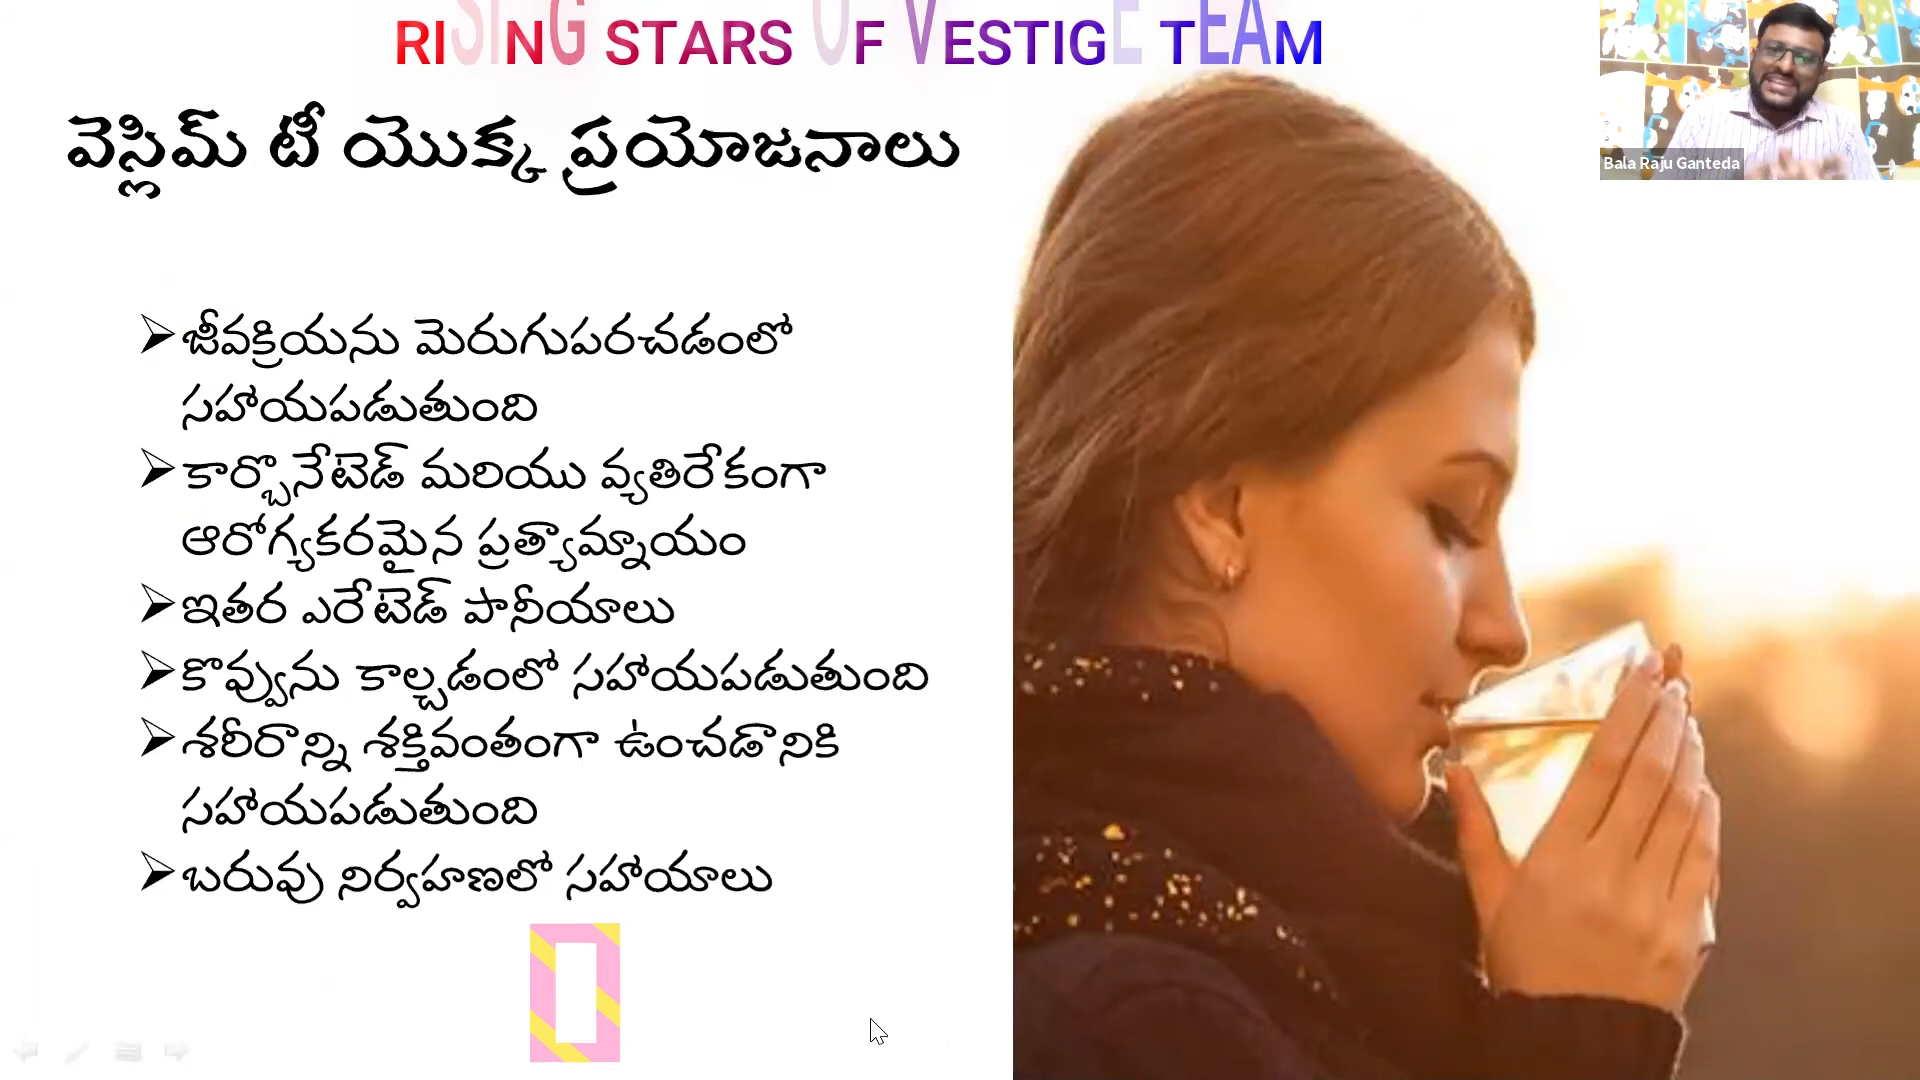 RISING STARS OF VESTIGE TEAM
Bala Raju Ganteda
వెస్లిమ్ టీ యొక్క ప్రయోజనాలు
➢జీవక్రియను మెరుగుపరచడంలో
సహాయపడుతుంది
➢కార్బొనేటెడ్ మరియు వ్యతిరేకంగా
ఆరోగ్యకరమైన ప్రత్యామ్నాయం
➢ఇతర ఎరేటెడ్ పానీయాలు
➢కొవ్వును కాల్చడంలో సహాయపడుతుంది
➢శరీరాన్ని శక్తివంతంగా ఉంచడానికి
సహాయపడుతుంది
➢బరువు నిర్వహణలో సహాయాలు